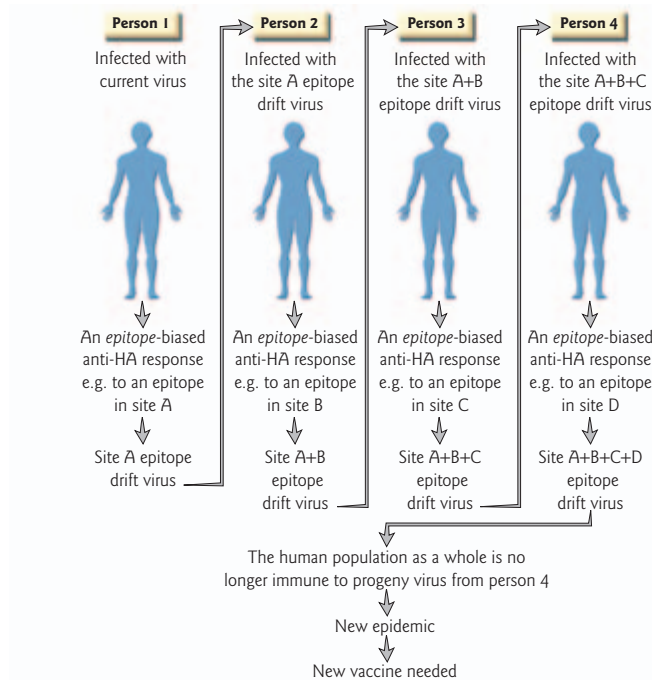 Person 1
Infected with
current virus
An epitope-biased
anti-HA response
e.g. to an epitope
in site A
Site A epitope
drift virus
Person 2
Infected with
the site A epitope
drift virus
An epitope-biased
anti-HA response
e.g. to an epitope
in site B
Site A+B
epitope
drift virus
Person 3
Infected with
the site A+B
epitope drift virus
An epitope-biased
anti-HA response
e.g. to an epitope
in site C
Site A+B+C
epitope
drift virus
Person 4
Infected with
the site A+B+C
epitope drift virus
An epitope-biased
anti-HA response
e.g. to an epitope
in site D
Site A+B+C+D
epitope
drift virus
The human population as a whole is no
longer immune to progeny virus from person 4
New epidemic
New vaccine needed